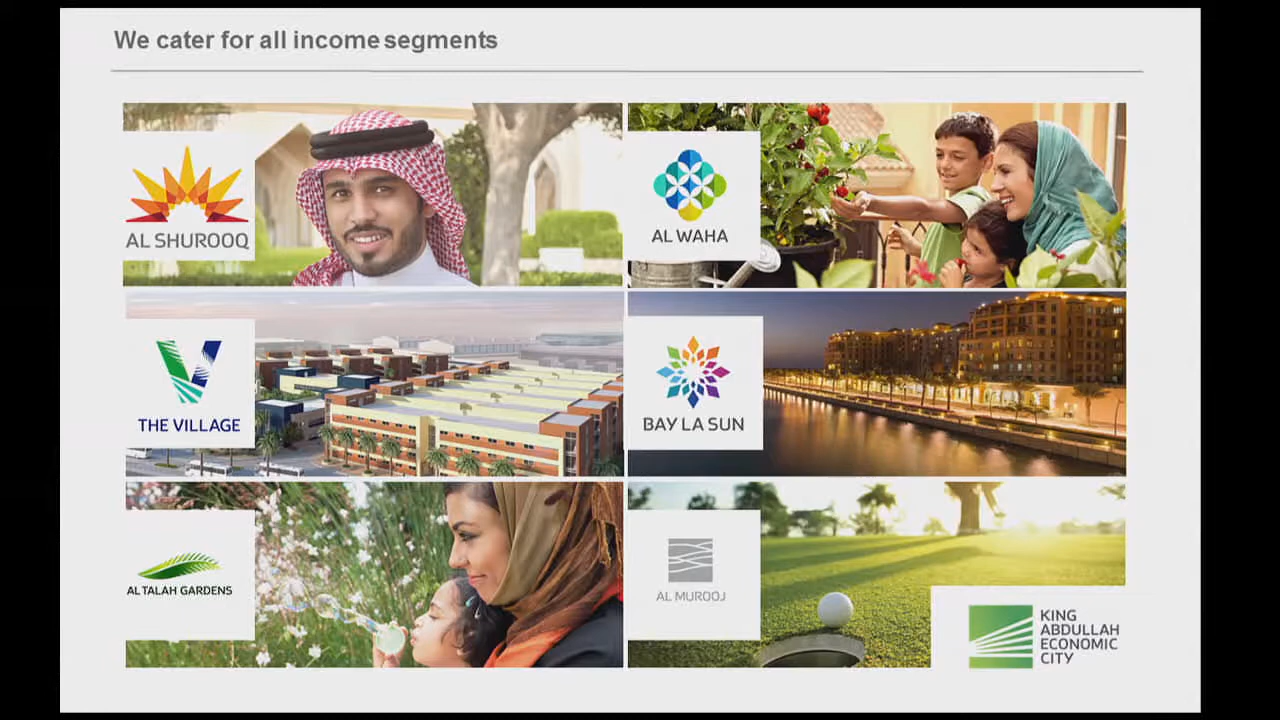 We cater for all income segments
AL SHUROOQ
AL WAHA
THE VILLAGE
BAY LA SUN
AL TALAH GARDENS
AL MUROOJ
KING
ABDULLAH
ECONOMIC
CITY